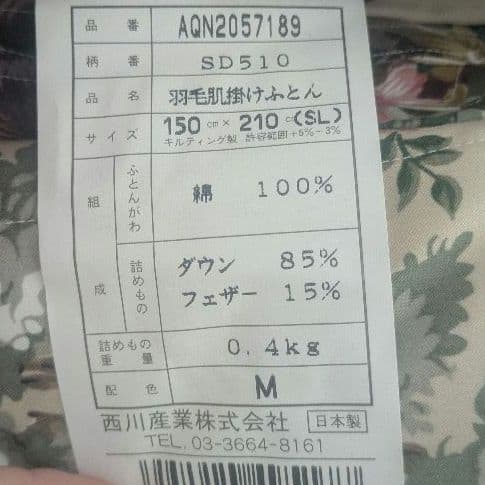 品番 AQN2057189
柄番 SD510
品名 羽毛肌掛けふとん
サイズ 150cm× 210c(SL)
キルティング製 許容範囲+5%-3%
組成 ふとんがわ 綿 100%
詰めもの ダウン 85%
フェザー 15%
詰めもの重量 0.4kg
配色 M
西川産業株式会社 日本製
TEL.03-3664-8161